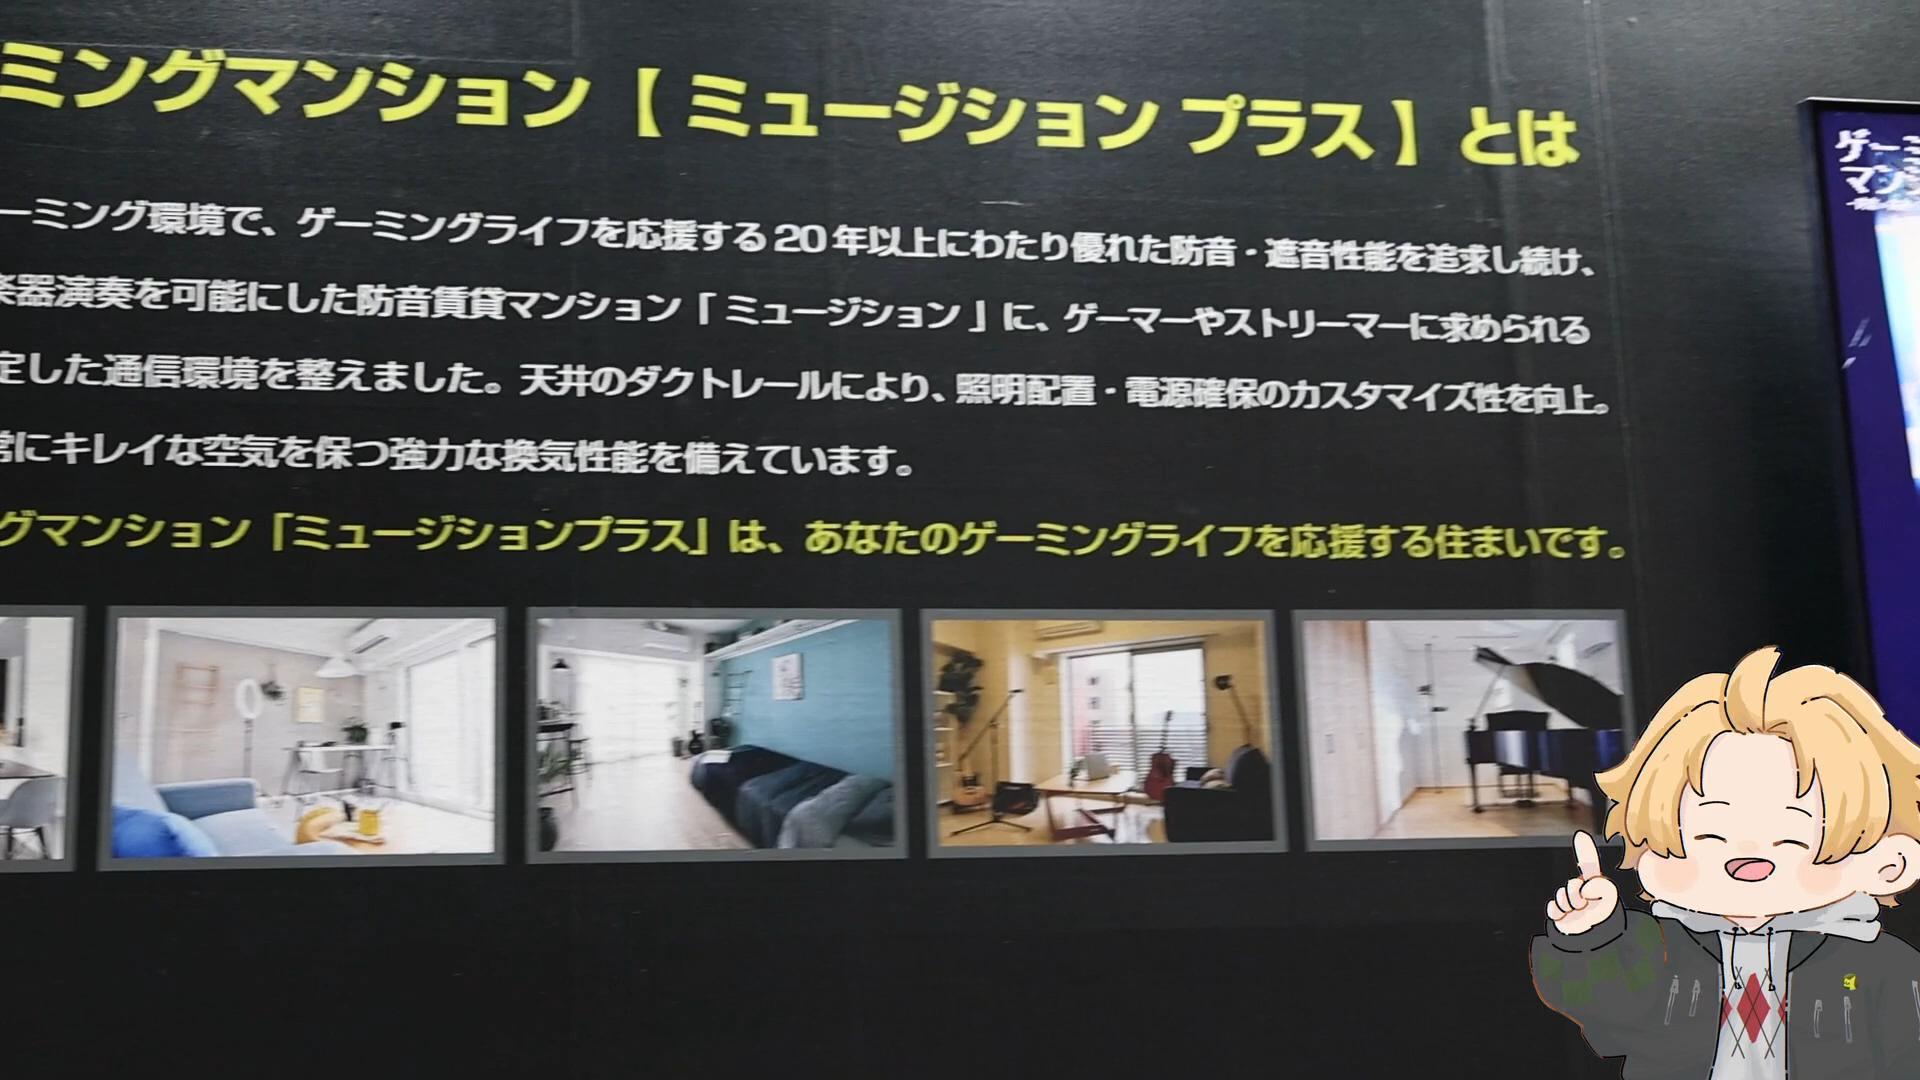 ミングマンション【 ミュージション プラス 】 とは
ーミング環境で、ゲーミングライフを応援する 20 年以上にわたり優れた防音・遮音性能を追求し続け、
楽器演奏を可能にした防音賃貸マンション「 ミュージション 」に、ゲーマーやストリーマーに求められる
定した通信環境を整えました。天井のダクトレールにより、照明配置・電源確保のカスタマイズ性を向上。
常にキレイな空気を保つ強力な換気性能を備えています。
グマンション「ミュージションプラス」は、あなたのゲーミングライフを応援する住まいです。
ゲーミ
マンシ